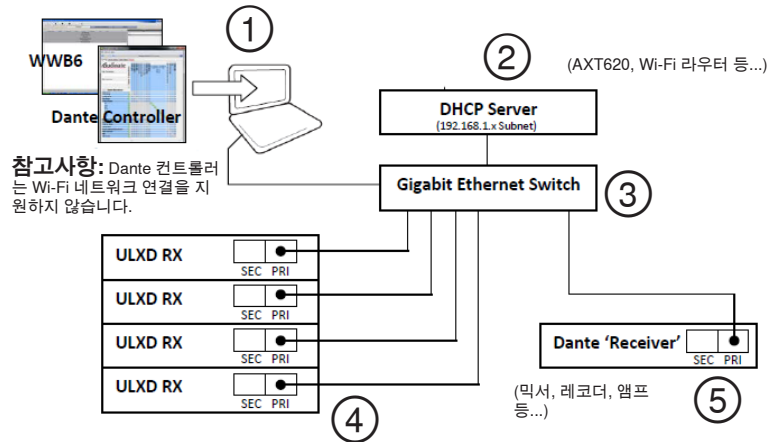 WWB6
Dante Controller
1
2
(AXT620, Wi-Fi 라우터 등...)
DHCP Server
(192.168.1.x Subnet)
참고사항: Dante 컨트롤러
는 Wi-Fi 네트워크 연결을 지
원하지 않습니다.
Gigabit Ethernet Switch
3
ULXD RX
SEC PRI
ULXD RX
SEC PRI
ULXD RX
SEC PRI
ULXD RX
SEC PRI
4
Dante ‘Receiver’
SEC PRI
(믹서, 레코더, 앰프
등...)
5